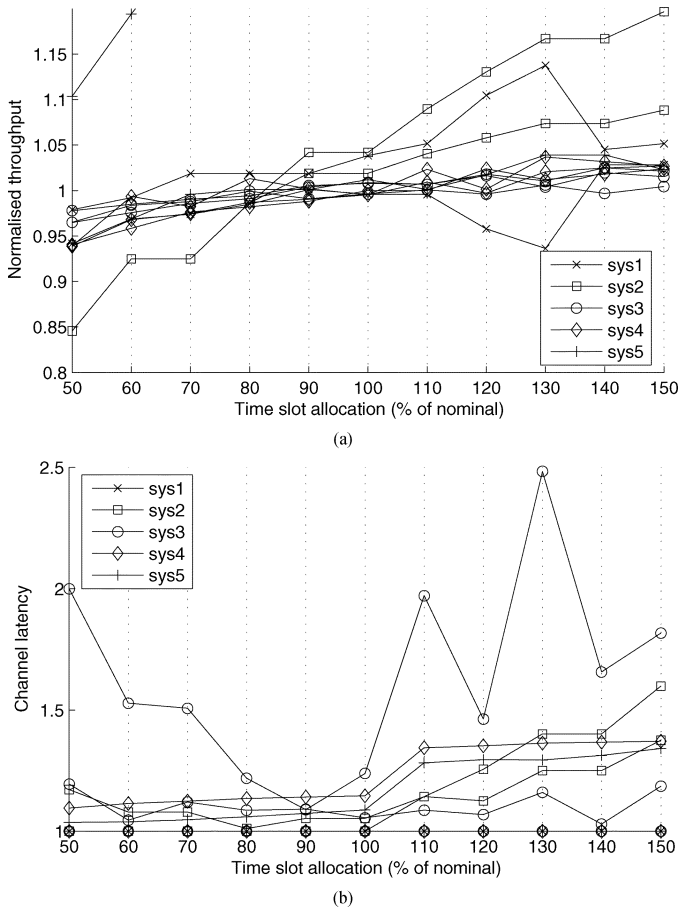 1.15
1.1
1.05
1
0.95
0.9
0.85
0.8
Normalised throughput
50 60 70 80 90 100 110 120 130 140 150
Time slot allocation (% of nominal)
sys1
sys2
sys3
sys4
sys5
(a)
2.5
2
1.5
1
Channel latency
sys1
sys2
sys3
sys4
sys5
50 60 70 80 90 100 110 120 130 140 150
Time slot allocation (% of nominal)
(b)